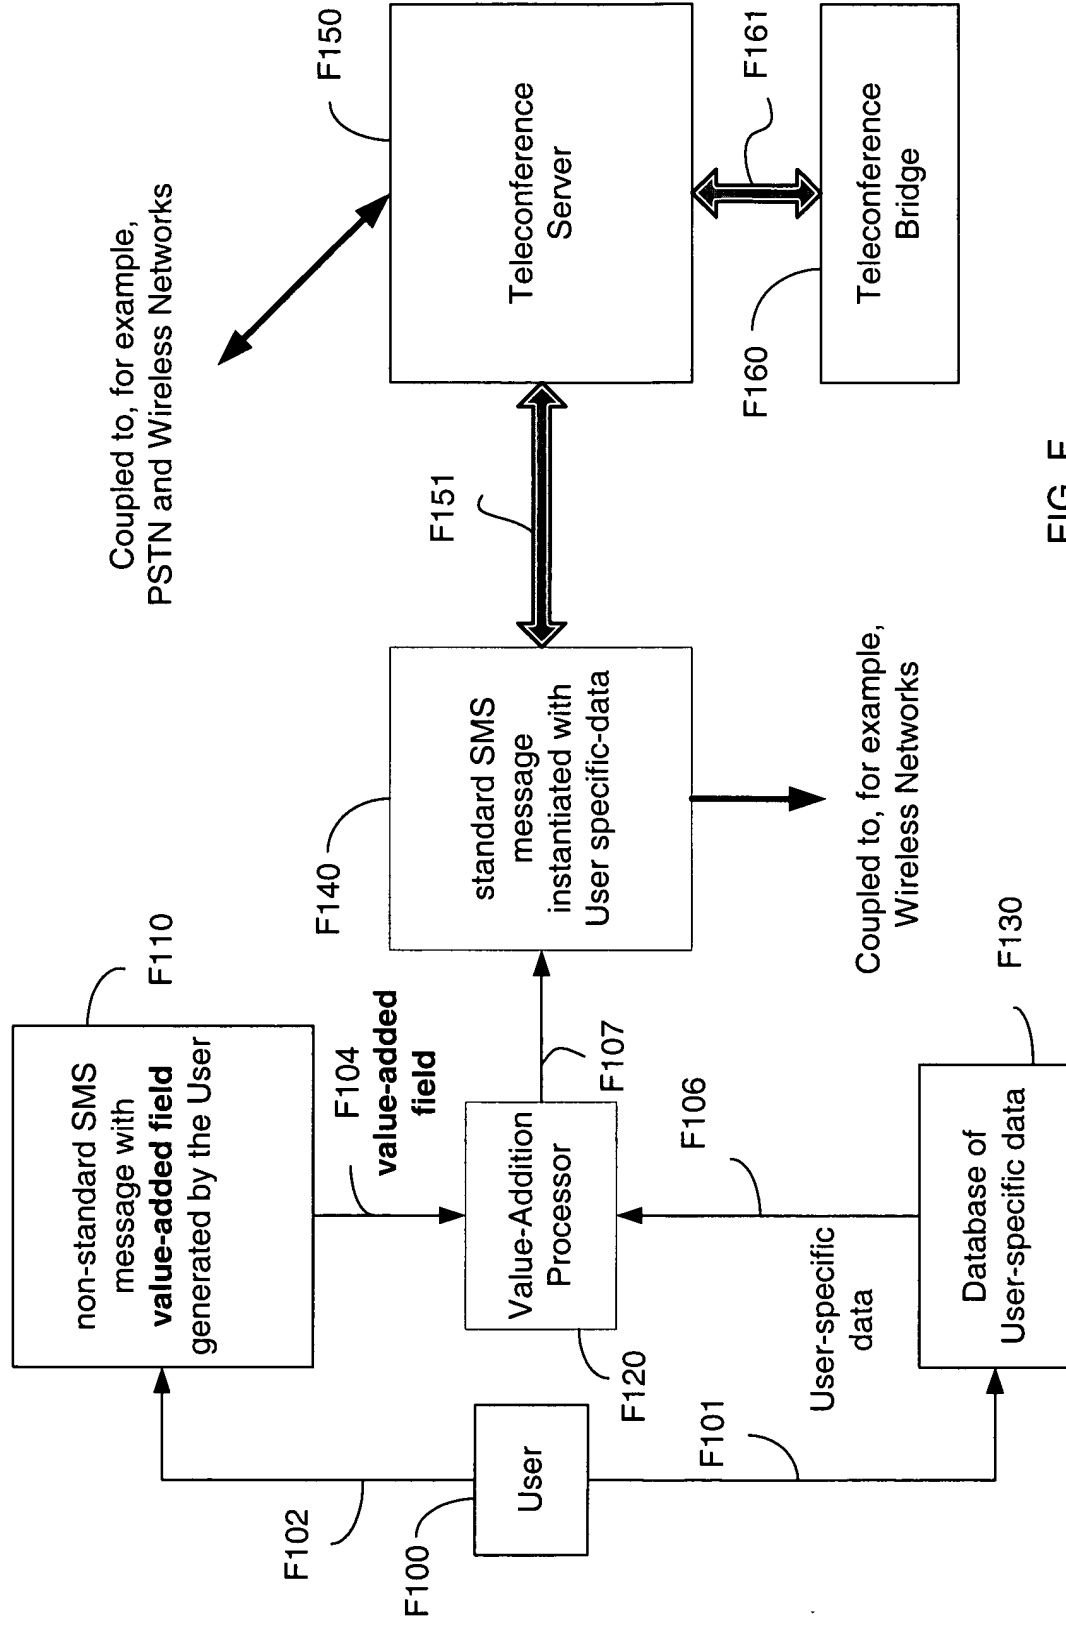 non-standard SMS
message with
value-added field
generated by the User
F110
F102
F104
value-added
field
F100
User
F120
Value-Addition
Processor
F107
F101
User-specific
data
F106
Database of
User-specific data
F130
F140
standard SMS
message
instantiated with
User specific-data
Coupled to, for example,
Wireless Networks
F151
Coupled to, for example,
PSTN and Wireless Networks
F150
Teleconference
Server
F161
F160
Teleconference
Bridge